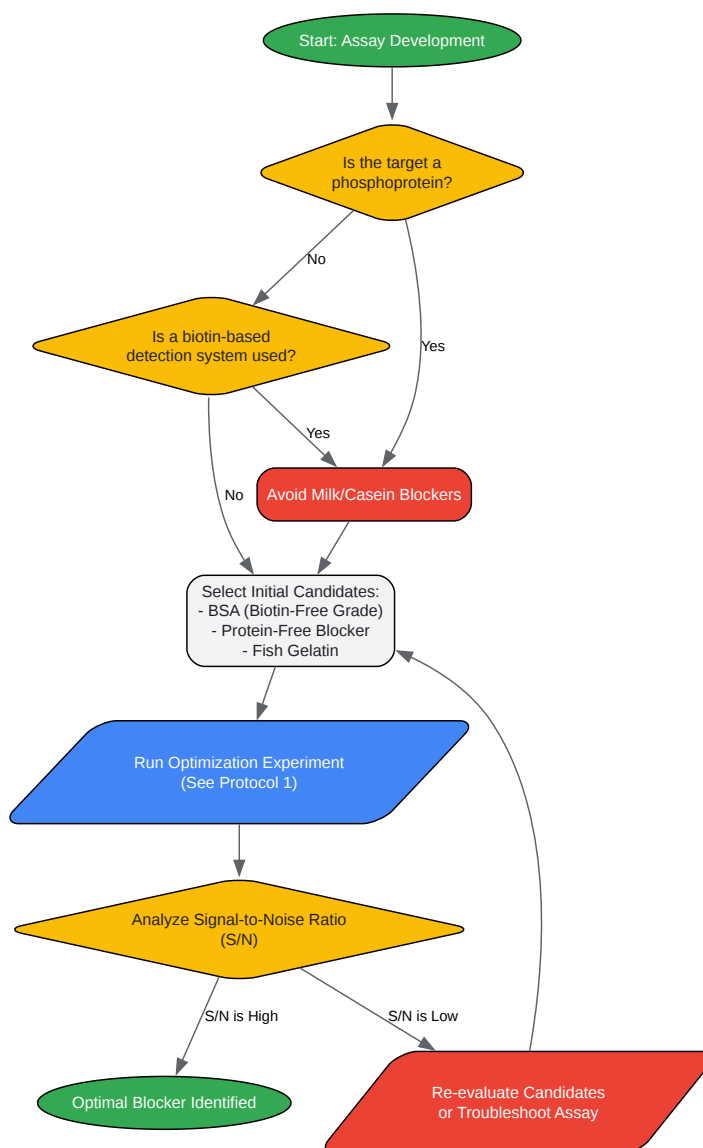 Start: Assay Development
Is the target a
phosphoprotein?
No
Is a biotin-based
detection system used?
Yes
Yes
No
Avoid Milk/Casein Blockers
Select Initial Candidates:
- BSA (Biotin-Free Grade)
- Protein-Free Blocker
- Fish Gelatin
Run Optimization Experiment
(See Protocol 1)
Analyze Signal-to-Noise Ratio
(S/N)
S/N is High
S/N is Low
Optimal Blocker Identified
Re-evaluate Candidates
or Troubleshoot Assay